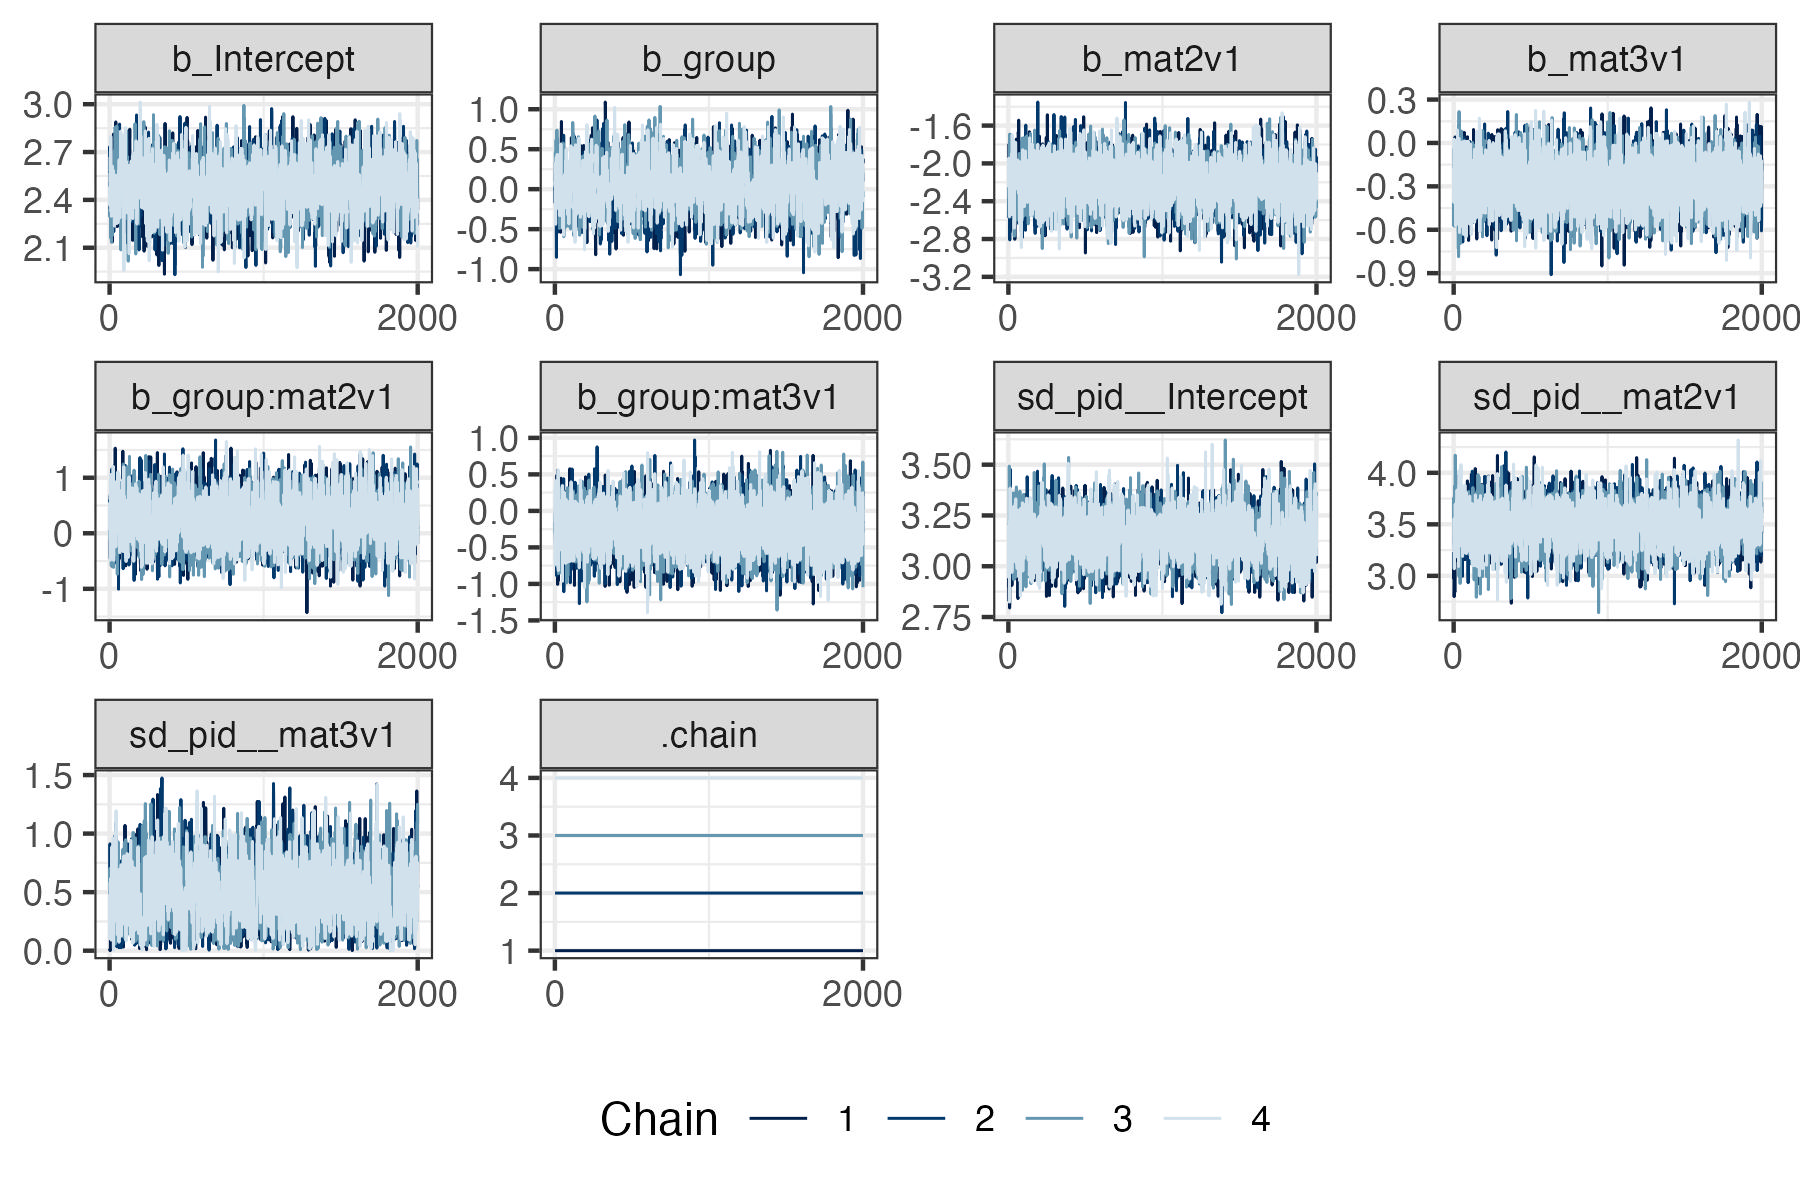 b_Intercept b_group b_mat2v1 b_mat3v1
3.0 2.7 2.4 2.1
1.0 0.5 0.0 -0.5 -1.0
-1.6 -2.0 -2.4 -2.8 -3.2
0.3 0.0 -0.3 -0.6 -0.9
0 2000 0 2000 0 2000 0 2000
b_group:mat2v1 b_group:mat3v1 sd_pid__Intercept sd_pid__mat2v1
1 0 -1
1.0 0.5 0.0 -0.5 -1.0 -1.5
3.50 3.25 3.00 2.75
4.0 3.5 3.0
0 2000 0 2000 0 2000 0 2000
sd_pid__mat3v1 .chain
1.5 1.0 0.5 0.0
4 3 2 1
0 2000 0 2000
Chain 1 2 3 4